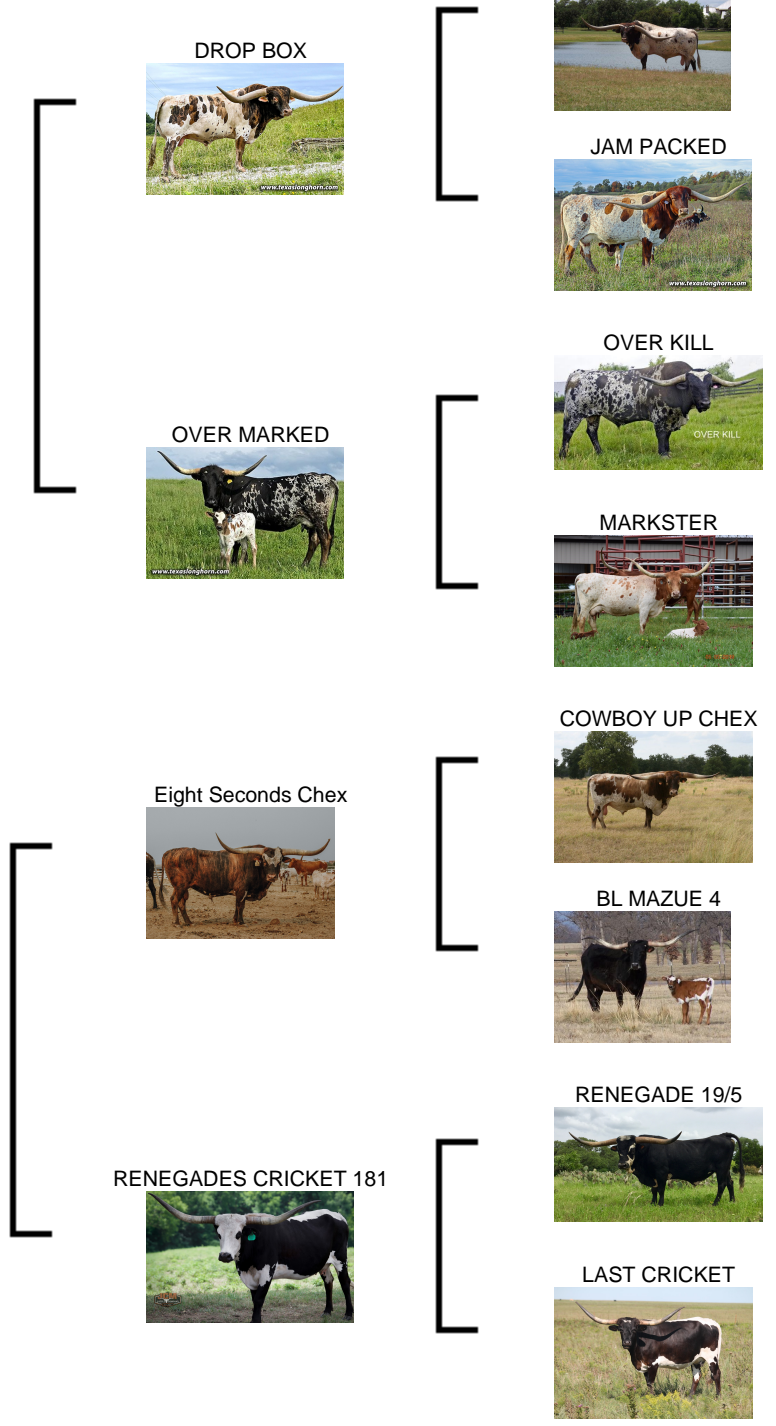 DROP BOX
www.texaslonghorn.com
JAM PACKED
www.texaslonghorn.com
OVER KILL
OVER KILL
OVER MARKED
www.texaslonghorn.com
MARKSTER
COWBOY UP CHEX
Eight Seconds Chex
BL MAZUE 4
RENEGADE 19/5
RENEGADES CRICKET 181
LAST CRICKET